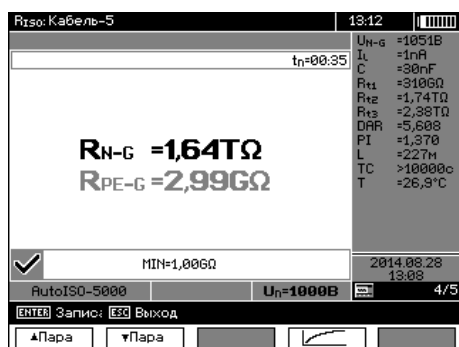 RISO: Кабель-5 13:12
tn=00:35
RN-G =1,64TΩ
RPE-G =2,99GΩ
MIN=1,00GΩ
AutoISO-5000 Un=1000В
UN-G =1051В
IL =1nA
C =30nF
Rt1 =310GΩ
Rt2 =1,74TΩ
Rt3 =2,38TΩ
DAR =5,608
PI =1,370
L =227м
TC >10000с
T =26,9°C
2014.08.28
13:08
4/5
ENTER Запись ESC Выход
▲Пара ▼Пара